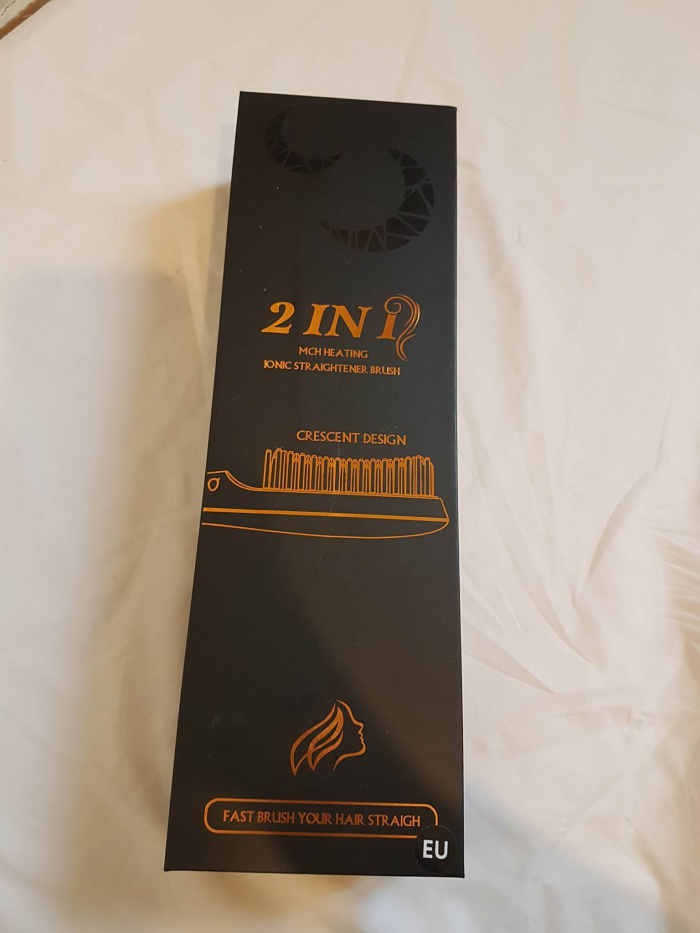 2 IN 1
MCH HEATING
IONIC STRAIGHTENER BRUSH
CRESCENT DESIGN
FAST BRUSH YOUR HAIR STRAIGH
EU